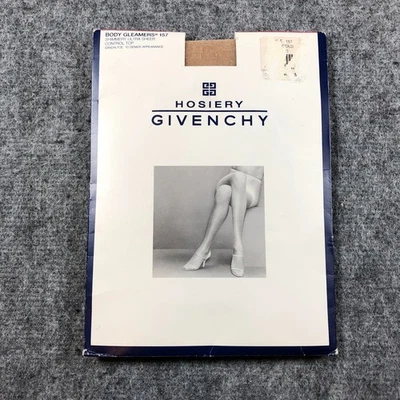 BODY GLEAMERS® 157
SHIMMERY ULTRA SHEER
CONTROL TOP
HOSIERY
GIVENCHY